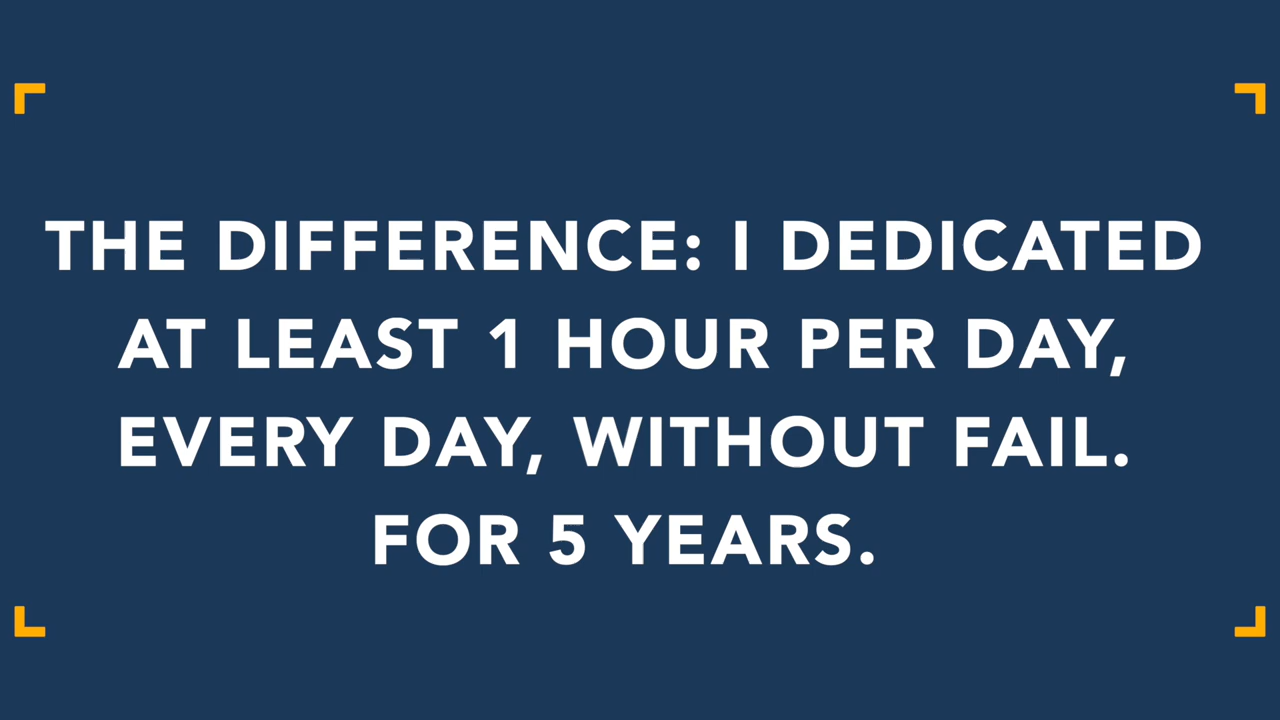 THE DIFFERENCE: I DEDICATED
AT LEAST 1 HOUR PER DAY,
EVERY DAY, WITHOUT FAIL.
FOR 5 YEARS.